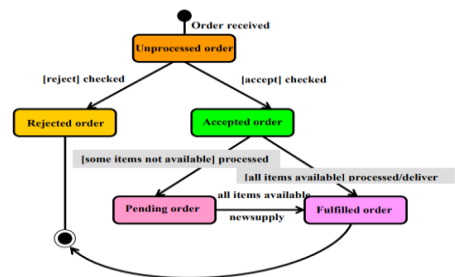 Order received
Unprocessed order
[reject] checked
[accept] checked
Rejected order
Accepted order
[some items not available] processed
[all items available] processed/deliver
all items available
Pending order
Fulfilled order
newsupply